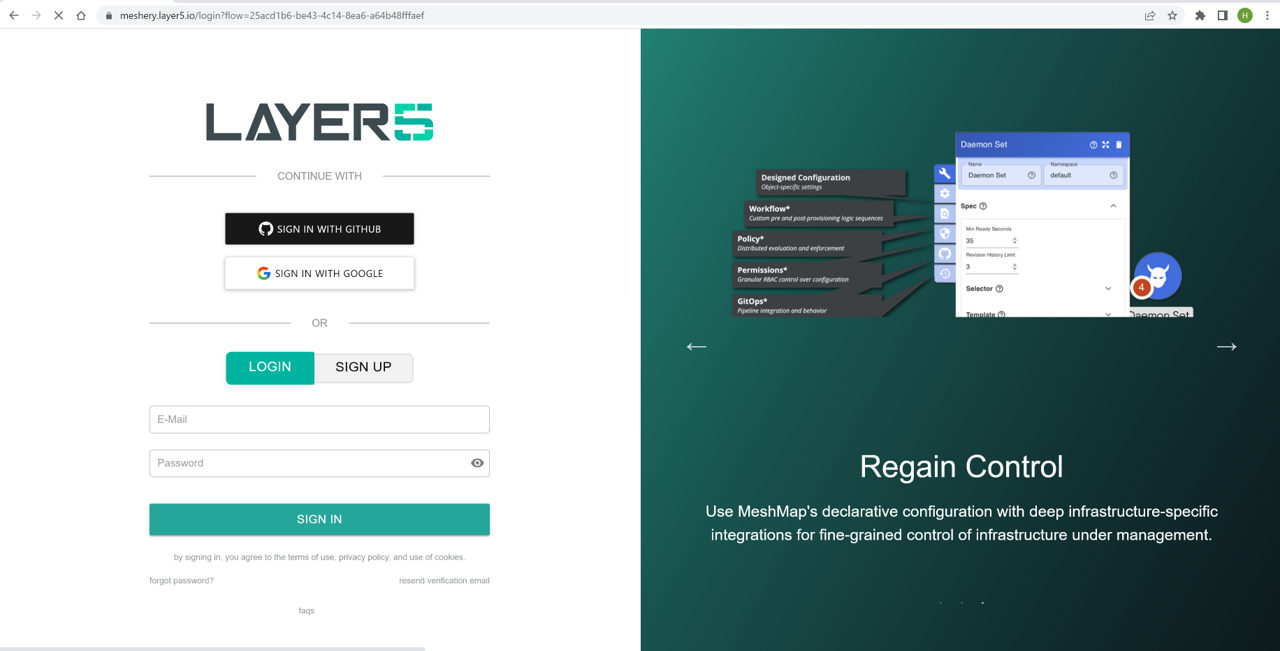 meshery.layer5.io/login?flow=25acd1b6-be43-4c14-8ea6-a64b48fffaef
H
LAYER5
CONTINUE WITH
SIGN IN WITH GITHUB
SIGN IN WITH GOOGLE
OR
LOGIN
SIGN UP
E-Mail
Password
SIGN IN
by signing in, you agree to the terms of use, privacy policy, and use of cookies.
forgot password?
resend verification email
faqs
Designed Configuration
Object-specific settings
Workflow*
Custom pre and post-provisioning logic sequences
Policy*
Distributed evaluation and enforcement
Permissions*
Granular RBAC control over configuration
GitOps*
Pipeline integration and behavior
Daemon Set
Name
Daemon Set
Namespace
default
Spec
Min Ready Seconds
35
Revision History Limit
3
Selector
Template
4
Daemon Set
Regain Control
Use MeshMap's declarative configuration with deep infrastructure-specific
integrations for fine-grained control of infrastructure under management.